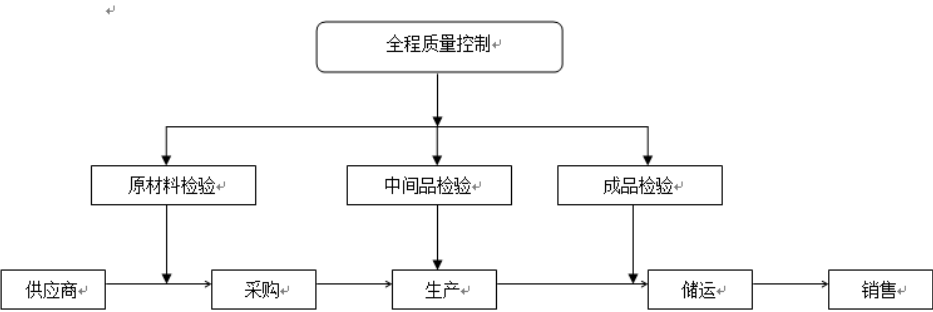 全程质量控制
原材料检验
中间品检验
成品检验
供应商
采购
生产
储运
销售